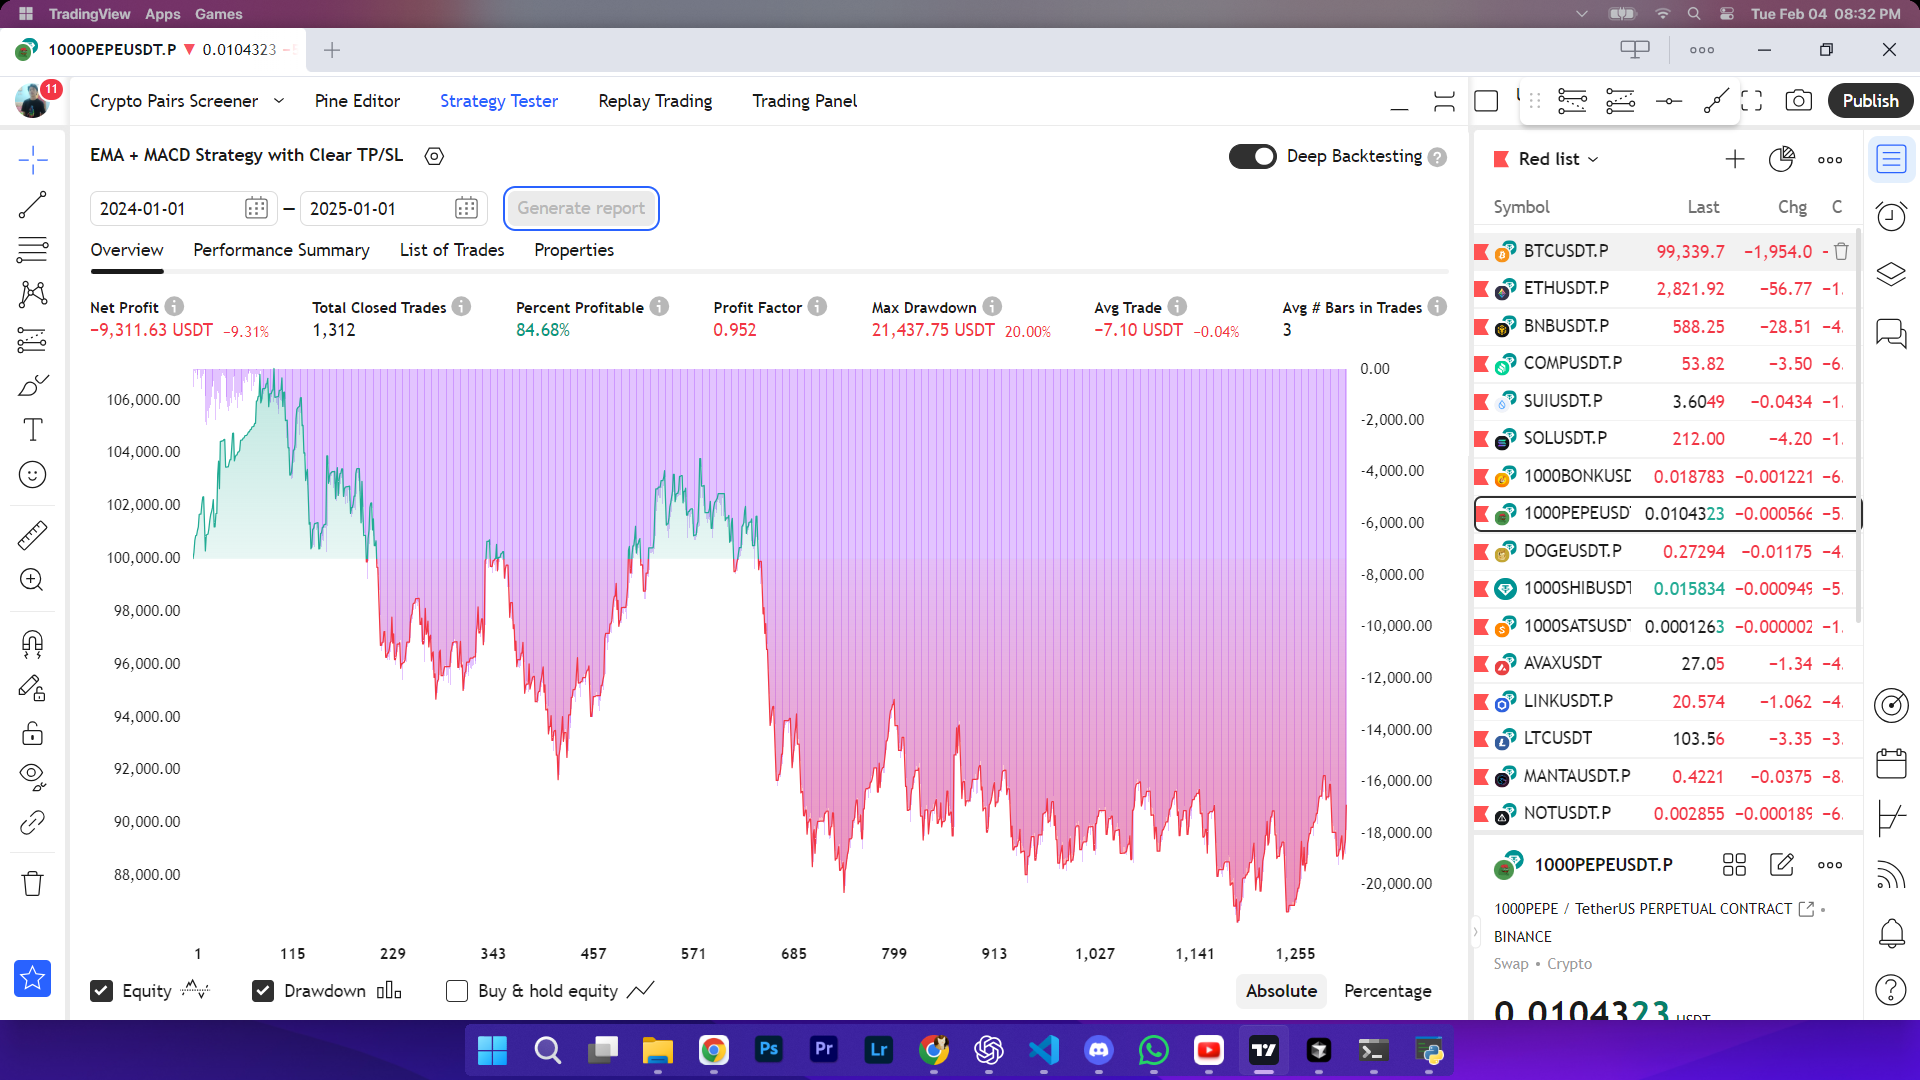 TradingView Apps Games
Tue Feb 04 08:32 PM
1000PEPEUSDT.P ▼ 0.0104323
11
Crypto Pairs Screener Pine Editor Strategy Tester Replay Trading Trading Panel
Publish
EMA + MACD Strategy with Clear TP/SL
Deep Backtesting ?
2024-01-01 – 2025-01-01 Generate report
Overview Performance Summary List of Trades Properties
Net Profit Total Closed Trades Percent Profitable Profit Factor Max Drawdown Avg Trade Avg # Bars in Trades
−9,311.63 USDT −9.31% 1,312 84.68% 0.952 21,437.75 USDT 20.00% −7.10 USDT −0.04% 3
106,000.00
104,000.00
102,000.00
100,000.00
98,000.00
96,000.00
94,000.00
92,000.00
90,000.00
88,000.00
0.00
-2,000.00
-4,000.00
-6,000.00
-8,000.00
-10,000.00
-12,000.00
-14,000.00
-16,000.00
-18,000.00
-20,000.00
1 115 229 343 457 571 685 799 913 1,027 1,141 1,255
Equity Drawdown Buy & hold equity
Absolute Percentage
Red list
Symbol Last Chg C
BTCUSDT.P 99,339.7 −1,954.0 -
ETHUSDT.P 2,821.92 −56.77 −1.
BNBUSDT.P 588.25 −28.51 −4.
COMPUSDT.P 53.82 −3.50 −6.
SUIUSDT.P 3.6049 −0.0434 −1.
SOLUSDT.P 212.00 −4.20 −1.
1000BONKUSD 0.018783 −0.001221 −6.
1000PEPEUSD 0.0104323 −0.000566 −5.
DOGEUSDT.P 0.27294 −0.01175 −4.
1000SHIBUSDT 0.015834 −0.000949 −5.
1000SATSUSDT 0.0001263 −0.000002 −1.
AVAXUSDT 27.05 −1.34 −4.
LINKUSDT.P 20.574 −1.062 −4.
LTCUSDT 103.56 −3.35 −3.
MANTAUSDT.P 0.4221 −0.0375 −8.
NOTUSDT.P 0.002855 −0.000189 −6.
1000PEPEUSDT.P
1000PEPE / TetherUS PERPETUAL CONTRACT •
BINANCE
Swap • Crypto
0.0104323 USDT
Ps Pr Lr